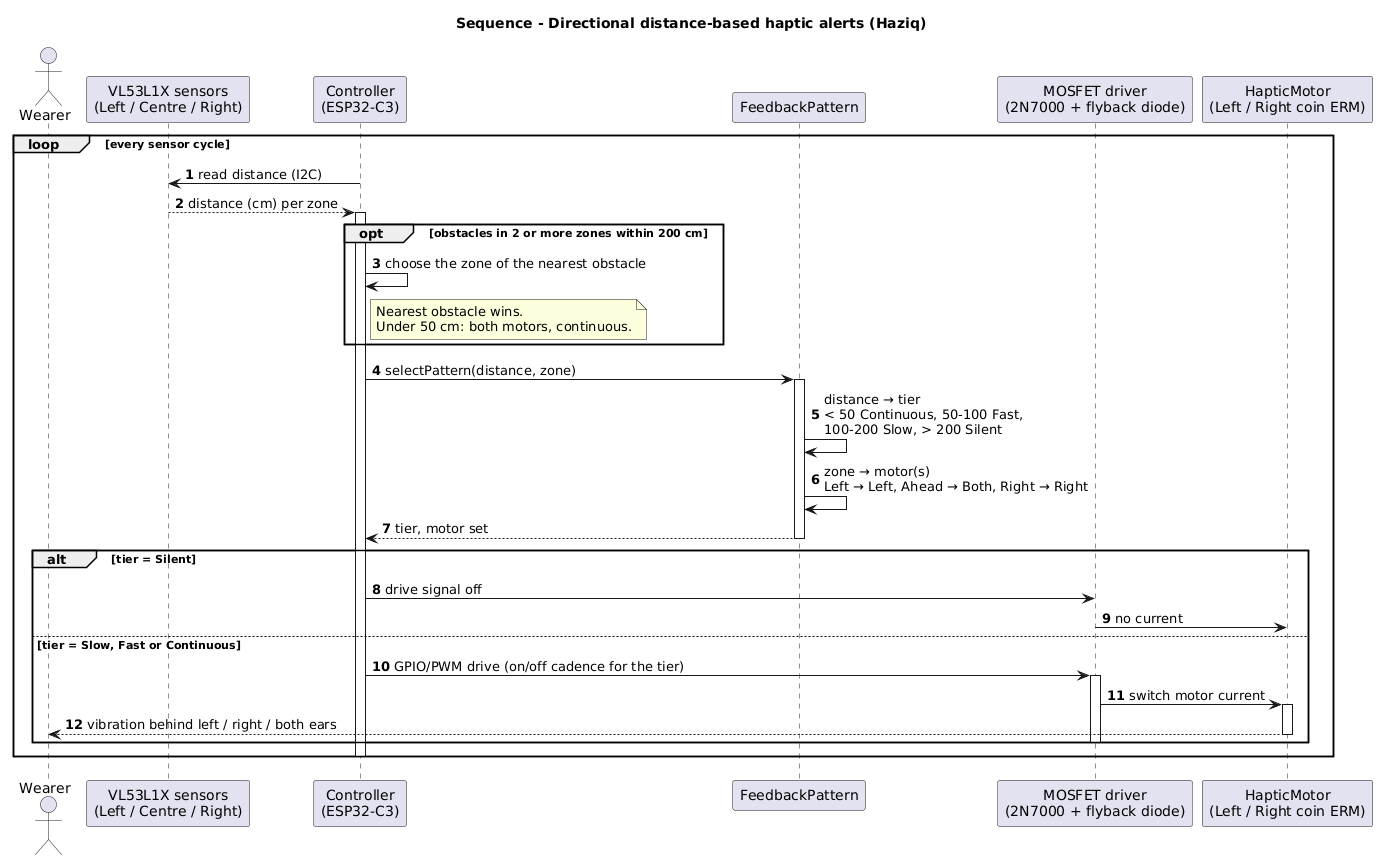 Sequence - Directional distance-based haptic alerts (Haziq)
Wearer
VL53L1X sensors
(Left / Centre / Right)
Controller
(ESP32-C3)
FeedbackPattern
MOSFET driver
(2N7000 + flyback diode)
HapticMotor
(Left / Right coin ERM)
loop [every sensor cycle]
1 read distance (I2C)
2 distance (cm) per zone
opt [obstacles in 2 or more zones within 200 cm]
3 choose the zone of the nearest obstacle
Nearest obstacle wins.
Under 50 cm: both motors, continuous.
4 selectPattern(distance, zone)
distance → tier
5 < 50 Continuous, 50-100 Fast,
100-200 Slow, > 200 Silent
zone → motor(s)
6 Left → Left, Ahead → Both, Right → Right
7 tier, motor set
alt [tier = Silent]
8 drive signal off
9 no current
[tier = Slow, Fast or Continuous]
10 GPIO/PWM drive (on/off cadence for the tier)
11 switch motor current
12 vibration behind left / right / both ears
Wearer
VL53L1X sensors
(Left / Centre / Right)
Controller
(ESP32-C3)
FeedbackPattern
MOSFET driver
(2N7000 + flyback diode)
HapticMotor
(Left / Right coin ERM)